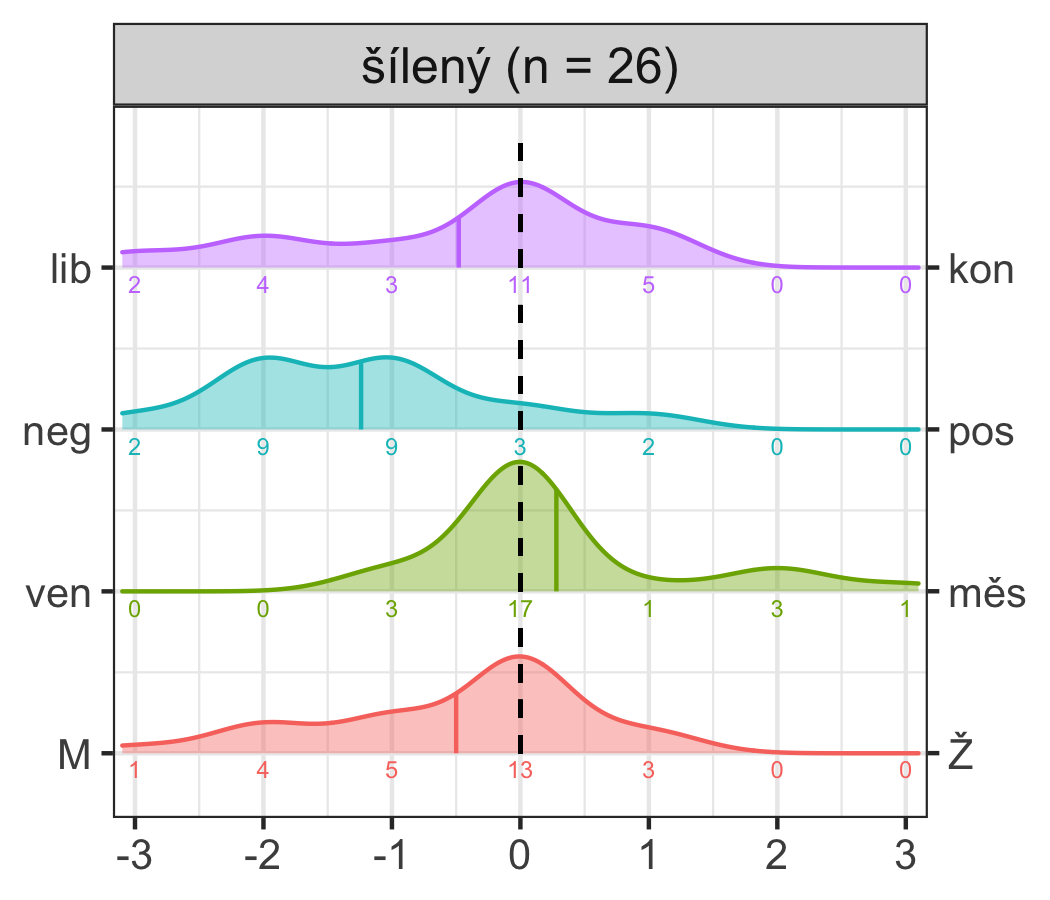 šílený (n = 26)
lib kon
2 4 3 11 5 0 0
neg pos
2 9 9 3 2 0 0
ven měs
0 0 3 17 1 3 1
M Ž
1 4 5 13 3 0 0
-3 -2 -1 0 1 2 3